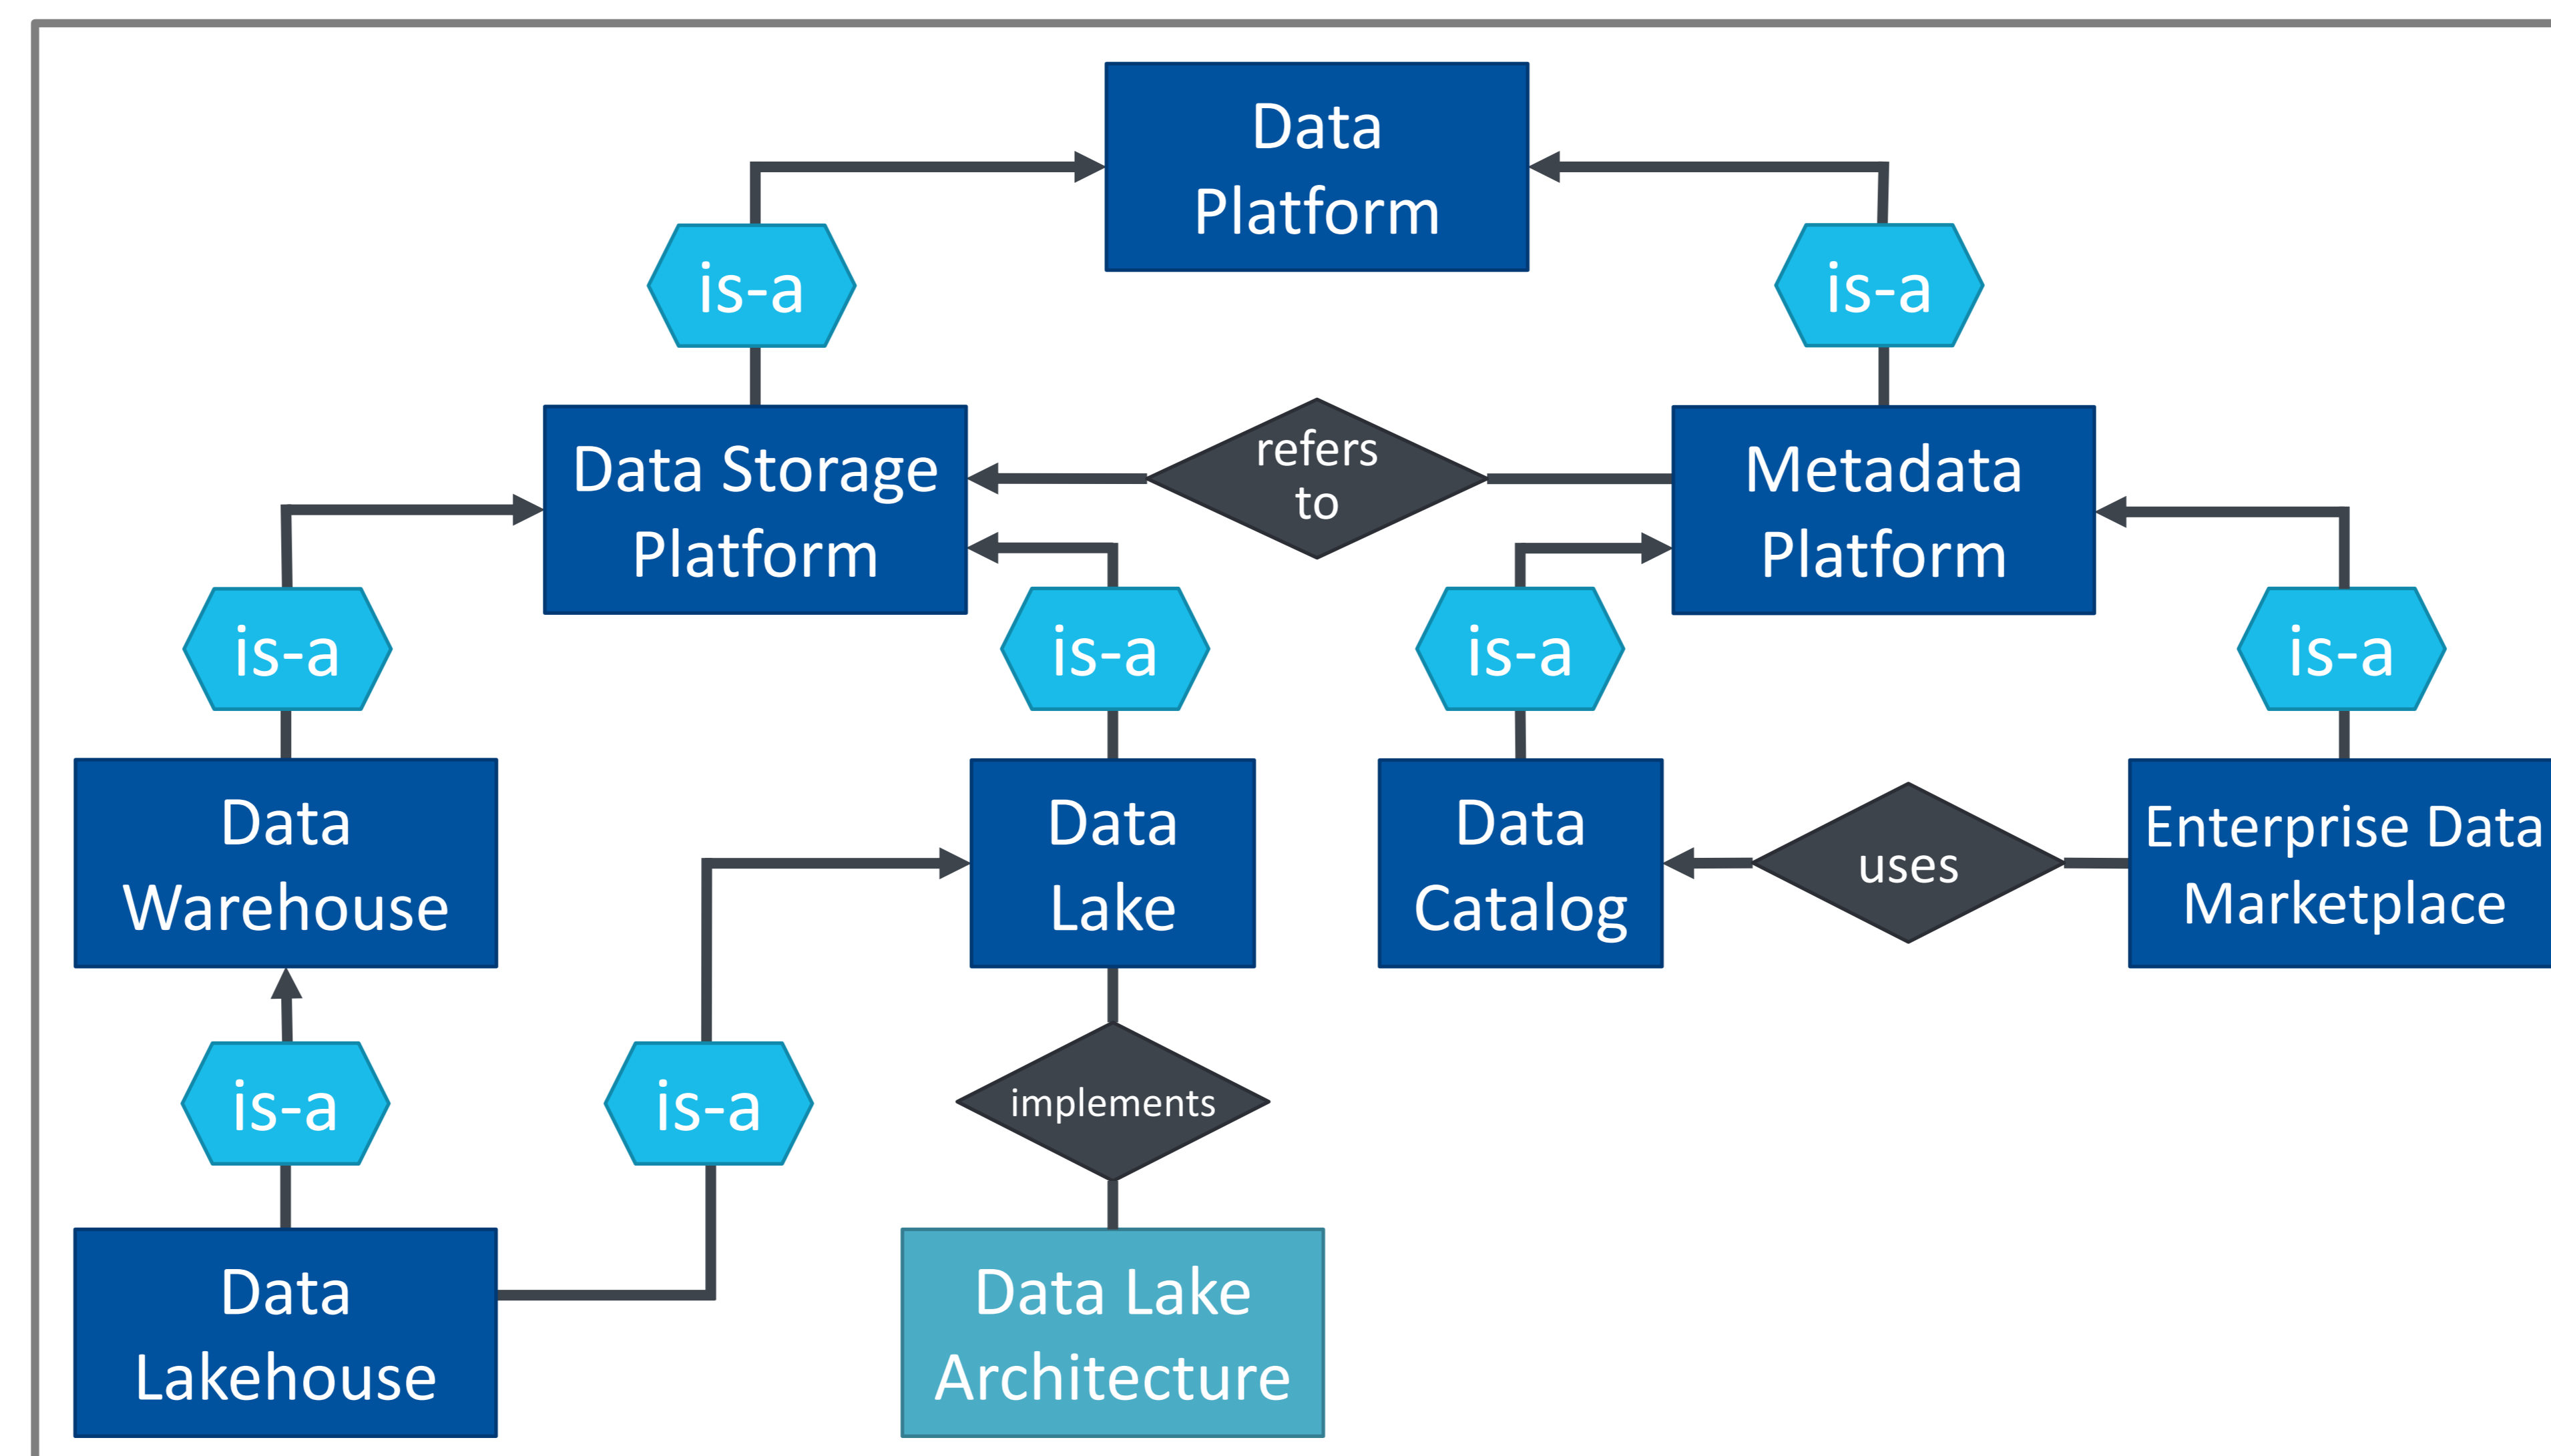 Data
Platform
is-a
is-a
Data Storage
Platform
refers
to
Metadata
Platform
is-a
is-a
is-a
is-a
Data
Warehouse
Data
Lake
Data
Catalog
uses
Enterprise Data
Marketplace
is-a
is-a
implements
Data
Lakehouse
Data Lake
Architecture